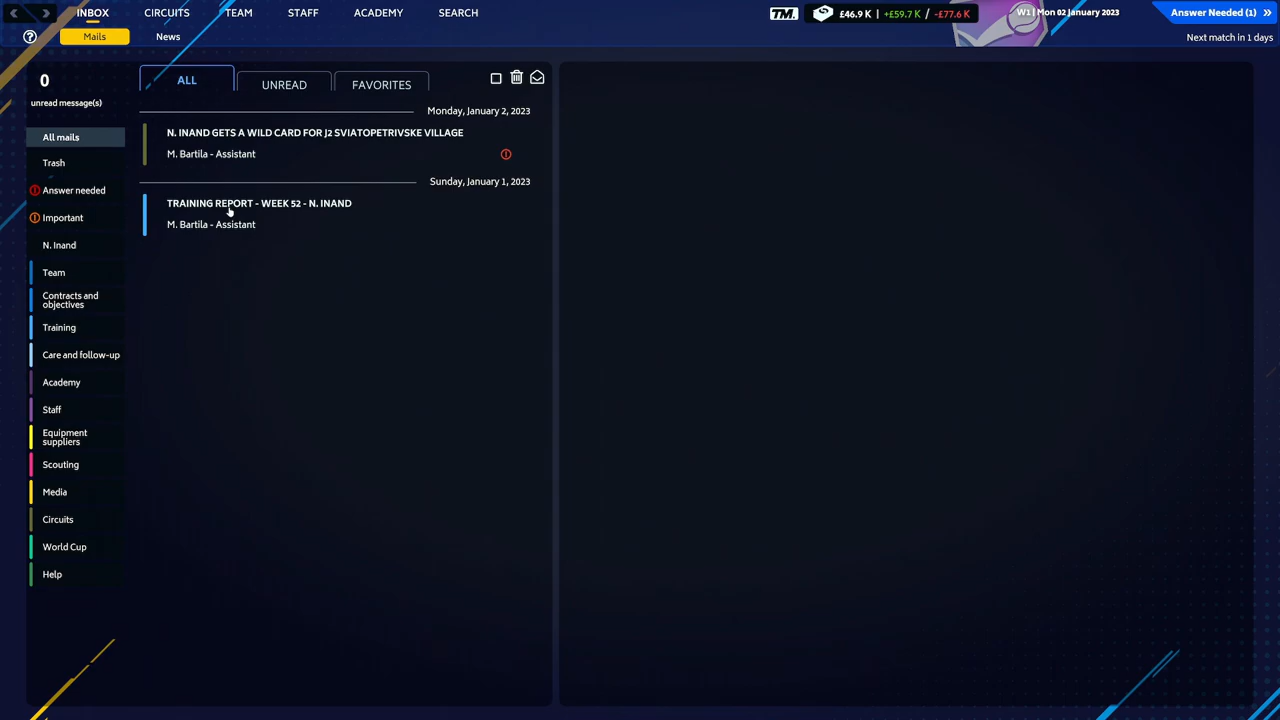 INBOX
CIRCUITS
TEAM
STAFF
ACADEMY
SEARCH
TM.
£46.9 K | +£59.7 K / -£77.6 K
W1 | Mon 02 January 2023
Answer Needed (1) »
Mails
News
Next match in 1 days
0
unread message(s)
ALL
UNREAD
FAVORITES
Monday, January 2, 2023
N. INAND GETS A WILD CARD FOR J2 SVIATOPETRIVSKE VILLAGE
M. Bartila - Assistant
Sunday, January 1, 2023
TRAINING REPORT - WEEK 52 - N. INAND
M. Bartila - Assistant
All mails
Trash
Answer needed
Important
N. Inand
Team
Contracts and
objectives
Training
Care and follow-up
Academy
Staff
Equipment
suppliers
Scouting
Media
Circuits
World Cup
Help